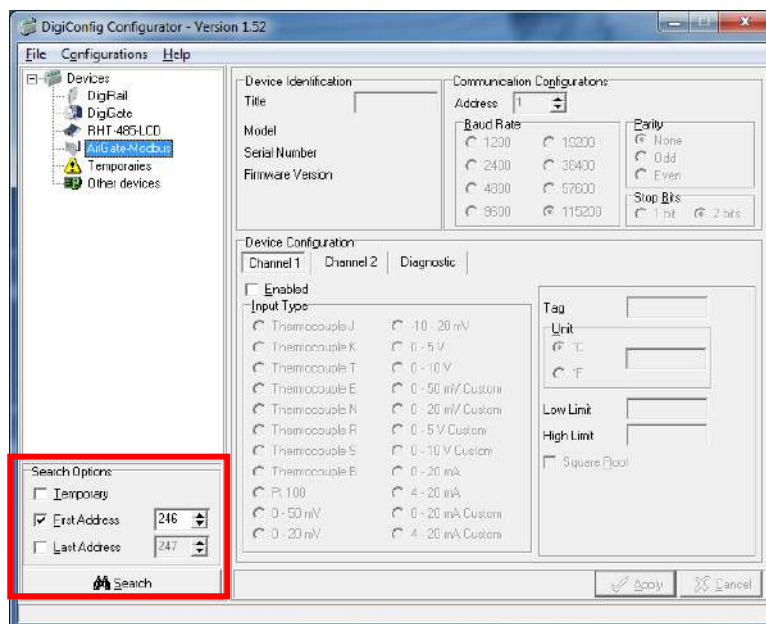 DigiConfig Configurator - Version 1.52
File Configurations Help
Devices
DigiRail
DigiGate
RHT-485-LCD
AirGate-Modbus
Temporaries
Other devices
Search Options
Temporary
First Address 246
Last Address 247
Search
Device Identification
Title
Model
Serial Number
Firmware Version
Communication Configurations
Address 1
Baud Rate
1200 19200
2400 38400
4800 57600
9600 115200
Parity
None
Odd
Even
Stop Bits
1 bit 2 bits
Device Configuration
Channel 1 Channel 2 Diagnostic
Enabled
Input Type
Thermocouple J -10 - 20 mV
Thermocouple K 0 - 5 V
Thermocouple T 0 - 10 V
Thermocouple E 0 - 50 mV Custom
Thermocouple N 0 - 20 mV Custom
Thermocouple R 0 - 5 V Custom
Thermocouple S 0 - 10 V Custom
Thermocouple B 0 - 20 mA
Pt 100 4 - 20 mA
0 - 50 mV 0 - 20 mA Custom
0 - 20 mV 4 - 20 mA Custom
Tag
Unit
°C
°F
Low Limit
High Limit
Square Root
Apply Cancel